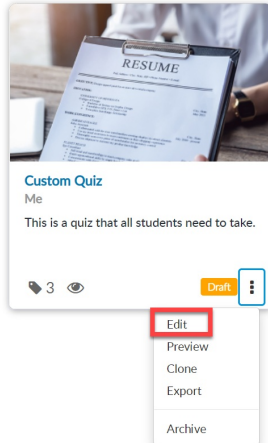 RESUME
Custom Quiz
Me
This is a quiz that all students need to take.
3
Draft
Edit
Preview
Clone
Export
Archive